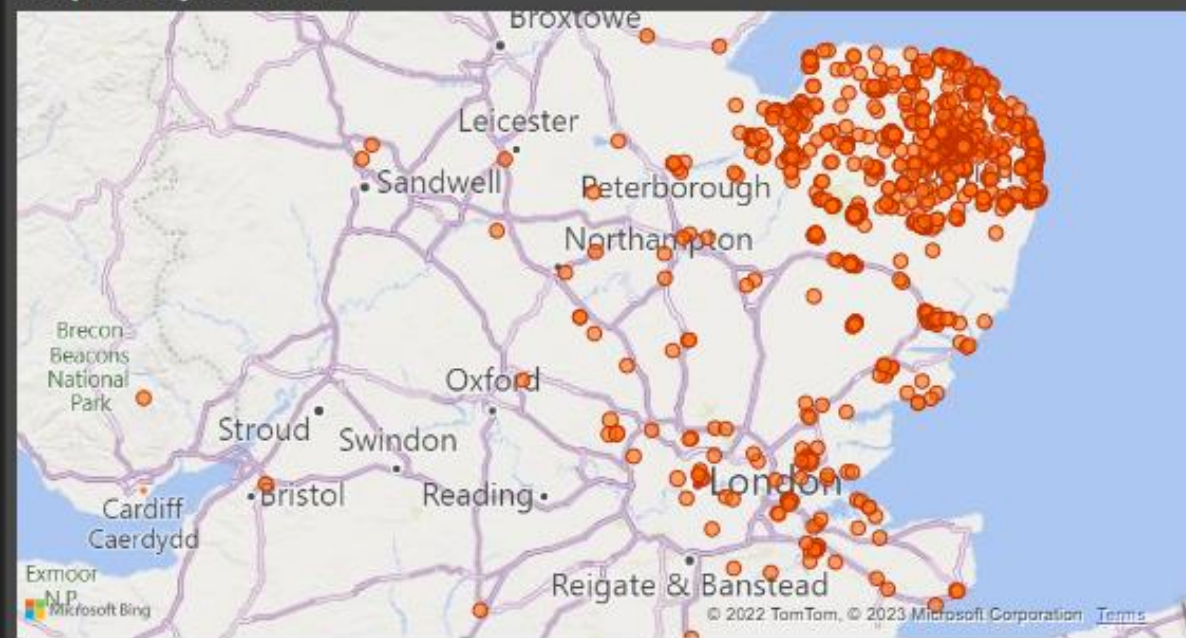 Broxtowe
Leicester
Sandwell
Peterborough
Northampton
Brecon
Beacons
National
Park
Oxford
Stroud
Swindon
London
Bristol
Reading
Cardiff
Caerdydd
Exmoor
N.P.
Reigate & Banstead
Microsoft Bing
© 2022 TomTom, © 2023 Microsoft Corporation Terms